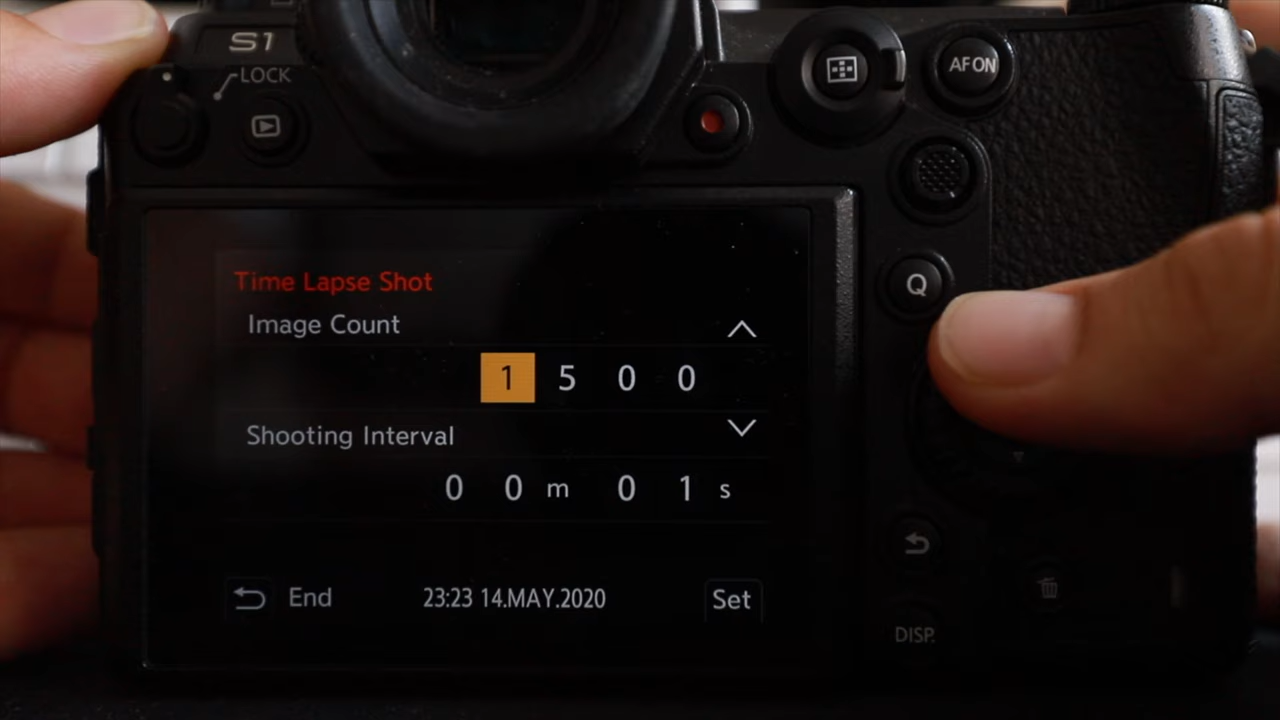 S1
LOCK
AF ON
Q
Time Lapse Shot
Image Count
1 5 0 0
Shooting Interval
0 0 m 0 1 s
End 23:23 14.MAY.2020 Set
DISP.